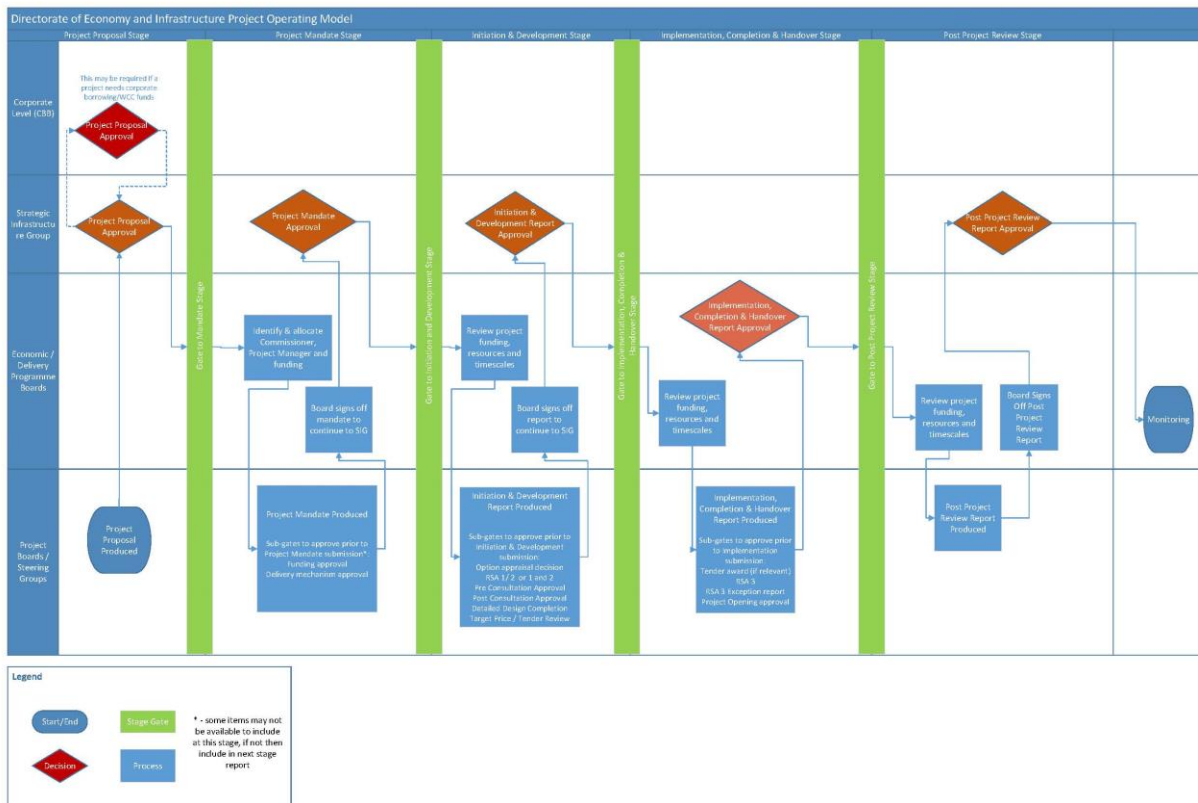 Directorate of Economy and Infrastructure Project Operating Model
Project Proposal Stage
Project Mandate Stage
Initiation & Development Stage
Implementation, Completion & Handover Stage
Post Project Review Stage
Corporate
Level (CBB)
This may be required if a
project needs corporate
borrowing/WGC funds
Project Proposal
Approval
Strategic
Infrastructu
re Group
Project Proposal
Approval
Project Mandate
Approval
Initiation &
Development Report
Approval
Post Project Review
Report Approval
Economic /
Delivery
Programme
Boards
Gate to Mandate Stage
Identify & allocate
Commissioner,
Project Manager and
funding
Board signs off
mandate to
continue to SIG
Gate to Initiation and Development Stage
Review project
funding,
resources and
timescales
Board signs off
report to
continue to SIG
Gate to Implementation, Completion &
Handover Stage
Implementation,
Completion & Handover
Report Approval
Review project
funding,
resources and
timescales
Gate to Post Project Review Stage
Review project
funding,
resources and
timescales
Board Signs
Off Post
Project
Review
Report
Monitoring
Project
Boards /
Steering
Groups
Project
Proposal
Produced
Project Mandate Produced
Sub-gates to approve prior to
Project Mandate submission*:
Funding approval
Delivery mechanism approval
Initiation & Development
Report Produced
Sub-gates to approve prior to
Initiation & Development
submission:
Option appraisal decision
RSA 1/ 2 or 1 and 2
Pre Consultation Approval
Post Consultation Approval
Detailed Design Completion
Target Price / Tender Review
Implementation,
Completion & Handover
Report Produced
Sub-gates to approve prior
to Implementation
submission:
Tender award (if relevant)
RSA 3
RSA 3 Exception report
Project Opening approval
Post Project
Review Report
Produced
Legend
Start/End
Stage Gate
Decision
Process
* - some items may not
be available to include
at this stage, if not then
include in next stage
report